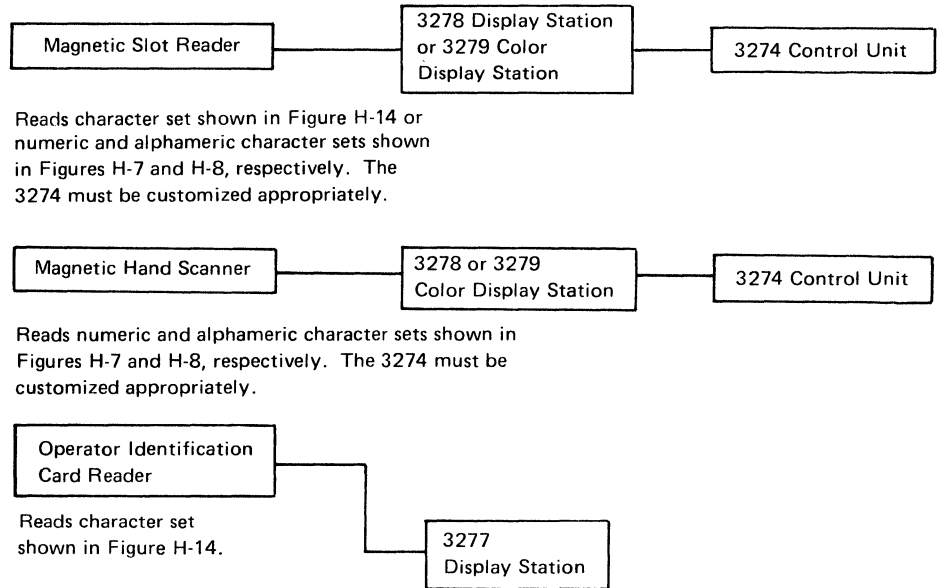 Magnetic Slot Reader
3278 Display Station
or 3279 Color
Display Station
3274 Control Unit
Reads character set shown in Figure H-14 or
numeric and alphameric character sets shown
in Figures H-7 and H-8, respectively. The
3274 must be customized appropriately.
Magnetic Hand Scanner
3278 or 3279
Color Display Station
3274 Control Unit
Reads numeric and alphameric character sets shown in
Figures H-7 and H-8, respectively. The 3274 must be
customized appropriately.
Operator Identification
Card Reader
Reads character set
shown in Figure H-14.
3277
Display Station